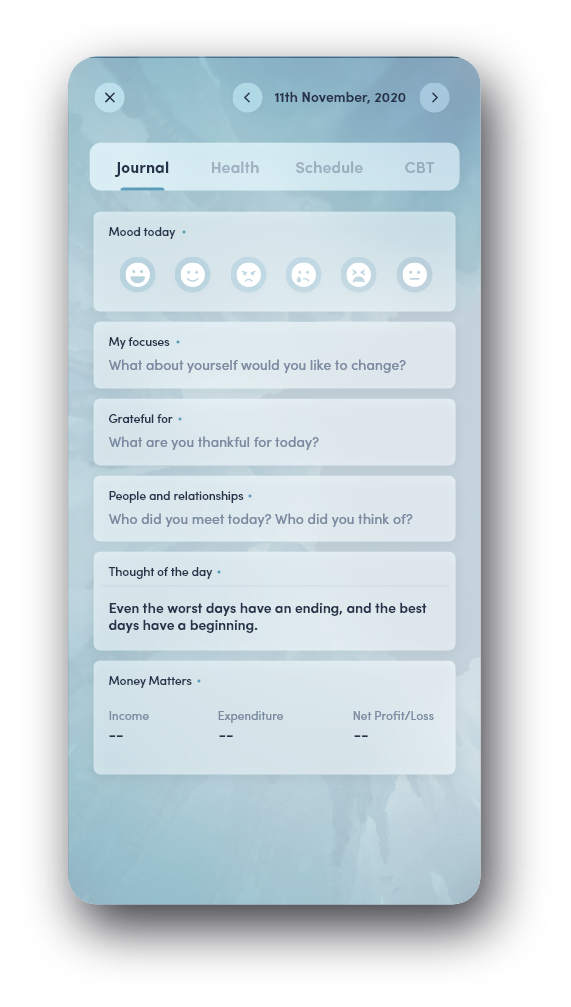 11th November, 2020
Journal Health Schedule CBT
Mood today
My focuses
What about yourself would you like to change?
Grateful for
What are you thankful for today?
People and relationships
Who did you meet today? Who did you think of?
Thought of the day
Even the worst days have an ending, and the best
days have a beginning.
Money Matters
Income Expenditure Net Profit/Loss
-- -- --